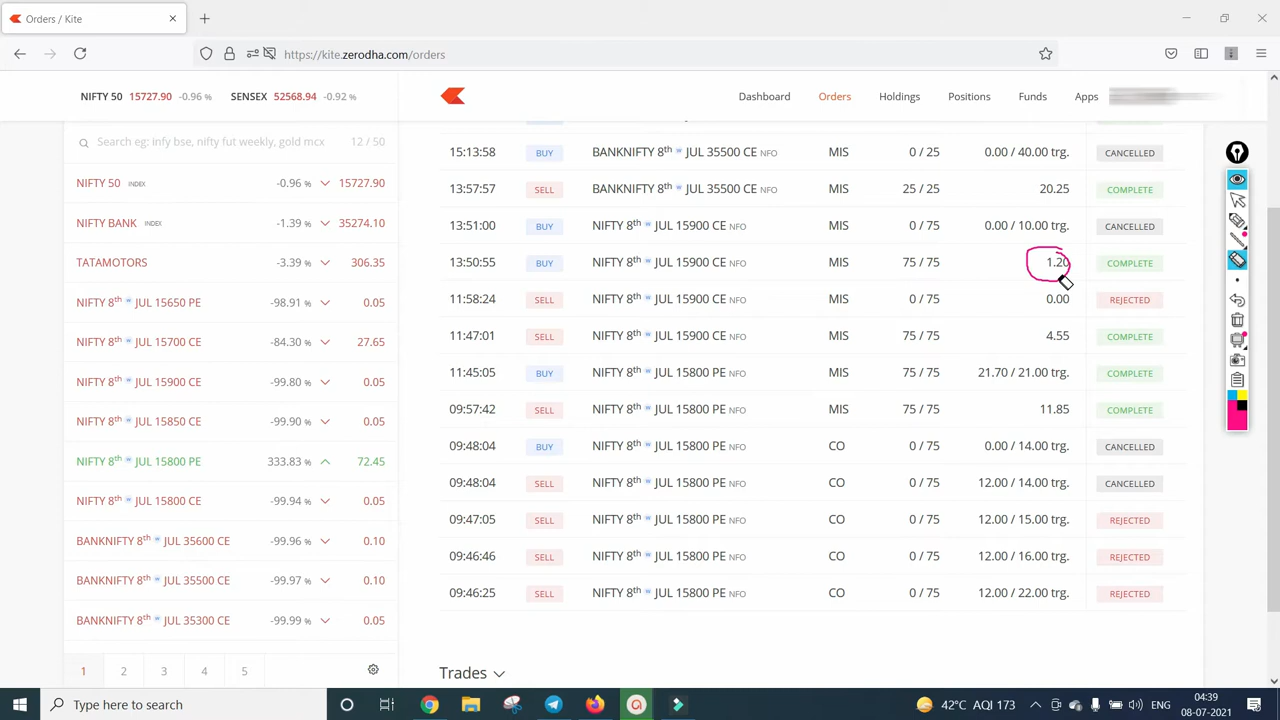 Orders / Kite
https://kite.zerodha.com/orders
NIFTY 50 15727.90 -0.96 % SENSEX 52568.94 -0.92 %
Dashboard Orders Holdings Positions Funds Apps
Search eg: infy bse, nifty fut weekly, gold mcx 12 / 50
NIFTY 50 INDEX -0.96 % 15727.90
NIFTY BANK INDEX -1.39 % 35274.10
TATAMOTORS -3.39 % 306.35
NIFTY 8th w JUL 15650 PE -98.91 % 0.05
NIFTY 8th w JUL 15700 CE -84.30 % 27.65
NIFTY 8th w JUL 15900 CE -99.80 % 0.05
NIFTY 8th w JUL 15850 CE -99.90 % 0.05
NIFTY 8th w JUL 15800 PE 333.83 % 72.45
NIFTY 8th w JUL 15800 CE -99.94 % 0.05
BANKNIFTY 8th w JUL 35600 CE -99.96 % 0.10
BANKNIFTY 8th w JUL 35500 CE -99.97 % 0.10
BANKNIFTY 8th w JUL 35300 CE -99.99 % 0.05
1 2 3 4 5
15:13:58 BUY BANKNIFTY 8th w JUL 35500 CE NFO MIS 0 / 25 0.00 / 40.00 trg. CANCELLED
13:57:57 SELL BANKNIFTY 8th w JUL 35500 CE NFO MIS 25 / 25 20.25 COMPLETE
13:51:00 BUY NIFTY 8th w JUL 15900 CE NFO MIS 0 / 75 0.00 / 10.00 trg. CANCELLED
13:50:55 BUY NIFTY 8th w JUL 15900 CE NFO MIS 75 / 75 1.20 COMPLETE
11:58:24 SELL NIFTY 8th w JUL 15900 CE NFO MIS 0 / 75 0.00 REJECTED
11:47:01 SELL NIFTY 8th w JUL 15900 CE NFO MIS 75 / 75 4.55 COMPLETE
11:45:05 BUY NIFTY 8th w JUL 15800 PE NFO MIS 75 / 75 21.70 / 21.00 trg. COMPLETE
09:57:42 SELL NIFTY 8th w JUL 15800 PE NFO MIS 75 / 75 11.85 COMPLETE
09:48:04 BUY NIFTY 8th w JUL 15800 PE NFO CO 0 / 75 0.00 / 14.00 trg. CANCELLED
09:48:04 SELL NIFTY 8th w JUL 15800 PE NFO CO 0 / 75 12.00 / 14.00 trg. CANCELLED
09:47:05 SELL NIFTY 8th w JUL 15800 PE NFO CO 0 / 75 12.00 / 15.00 trg. REJECTED
09:46:46 SELL NIFTY 8th w JUL 15800 PE NFO CO 0 / 75 12.00 / 16.00 trg. REJECTED
09:46:25 SELL NIFTY 8th w JUL 15800 PE NFO CO 0 / 75 12.00 / 22.00 trg. REJECTED
Trades
Type here to search
42°C AQI 173
04:39
08-07-2021